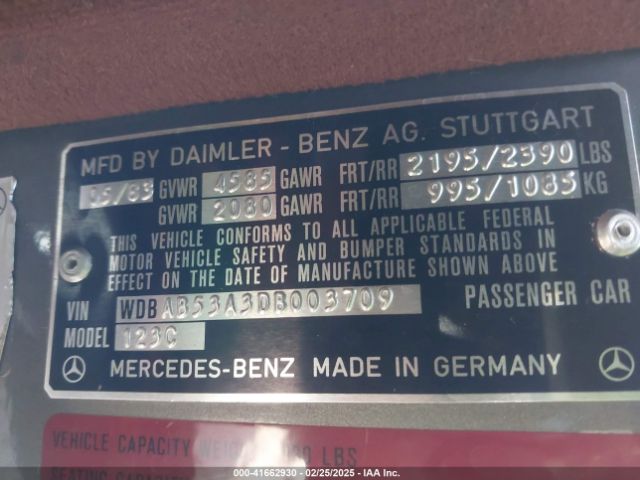 MFD BY DAIMLER - BENZ AG. STUTTGART
05/83 GVWR 4585 GAWR FRT/RR 2195/2390 LBS
GVWR 2080 GAWR FRT/RR 995/1085 KG
THIS VEHICLE CONFORMS TO ALL APPLICABLE FEDERAL
MOTOR VEHICLE SAFETY AND BUMPER STANDARDS IN
EFFECT ON THE DATE OF MANUFACTURE SHOWN ABOVE
VIN WDBAB53A3DB003709 PASSENGER CAR
MODEL 123C
MERCEDES-BENZ MADE IN GERMANY
VEHICLE CAPACITY LBS
000-41662930 - 02/25/2025 - IAA Inc.